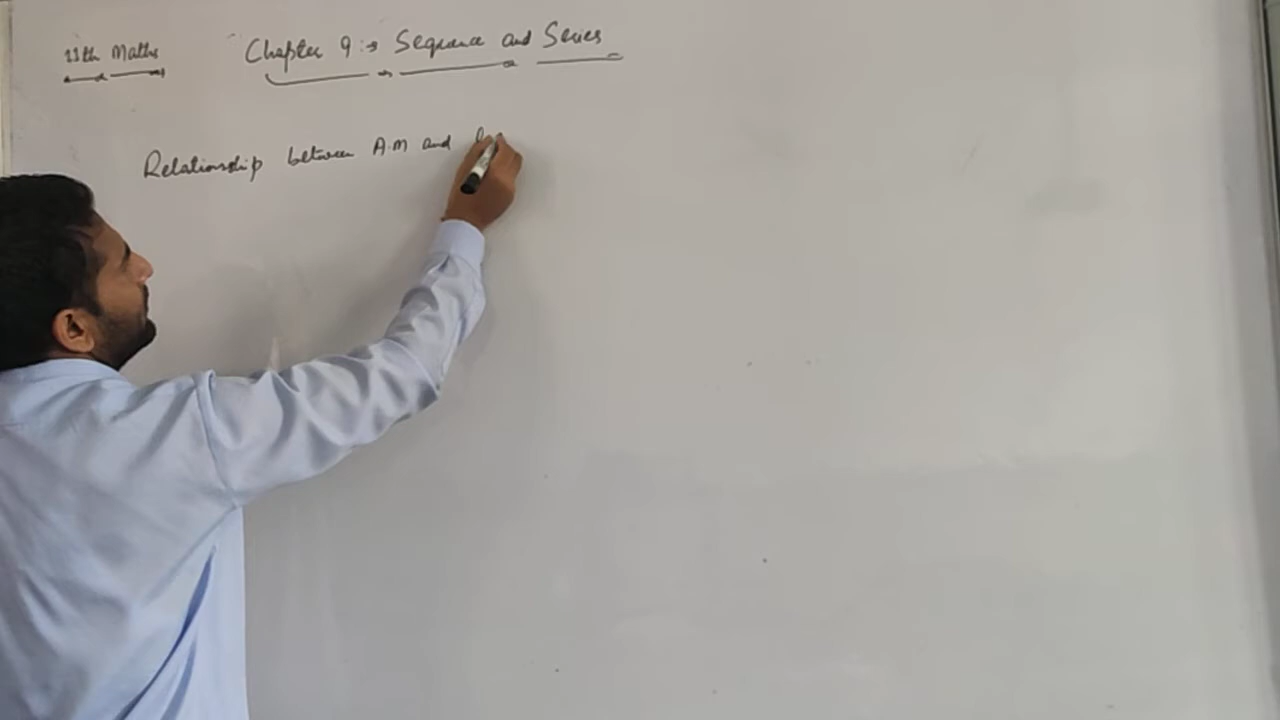 11th Maths Chapter 9 :→ Sequence and Series
Relationship between A.M and